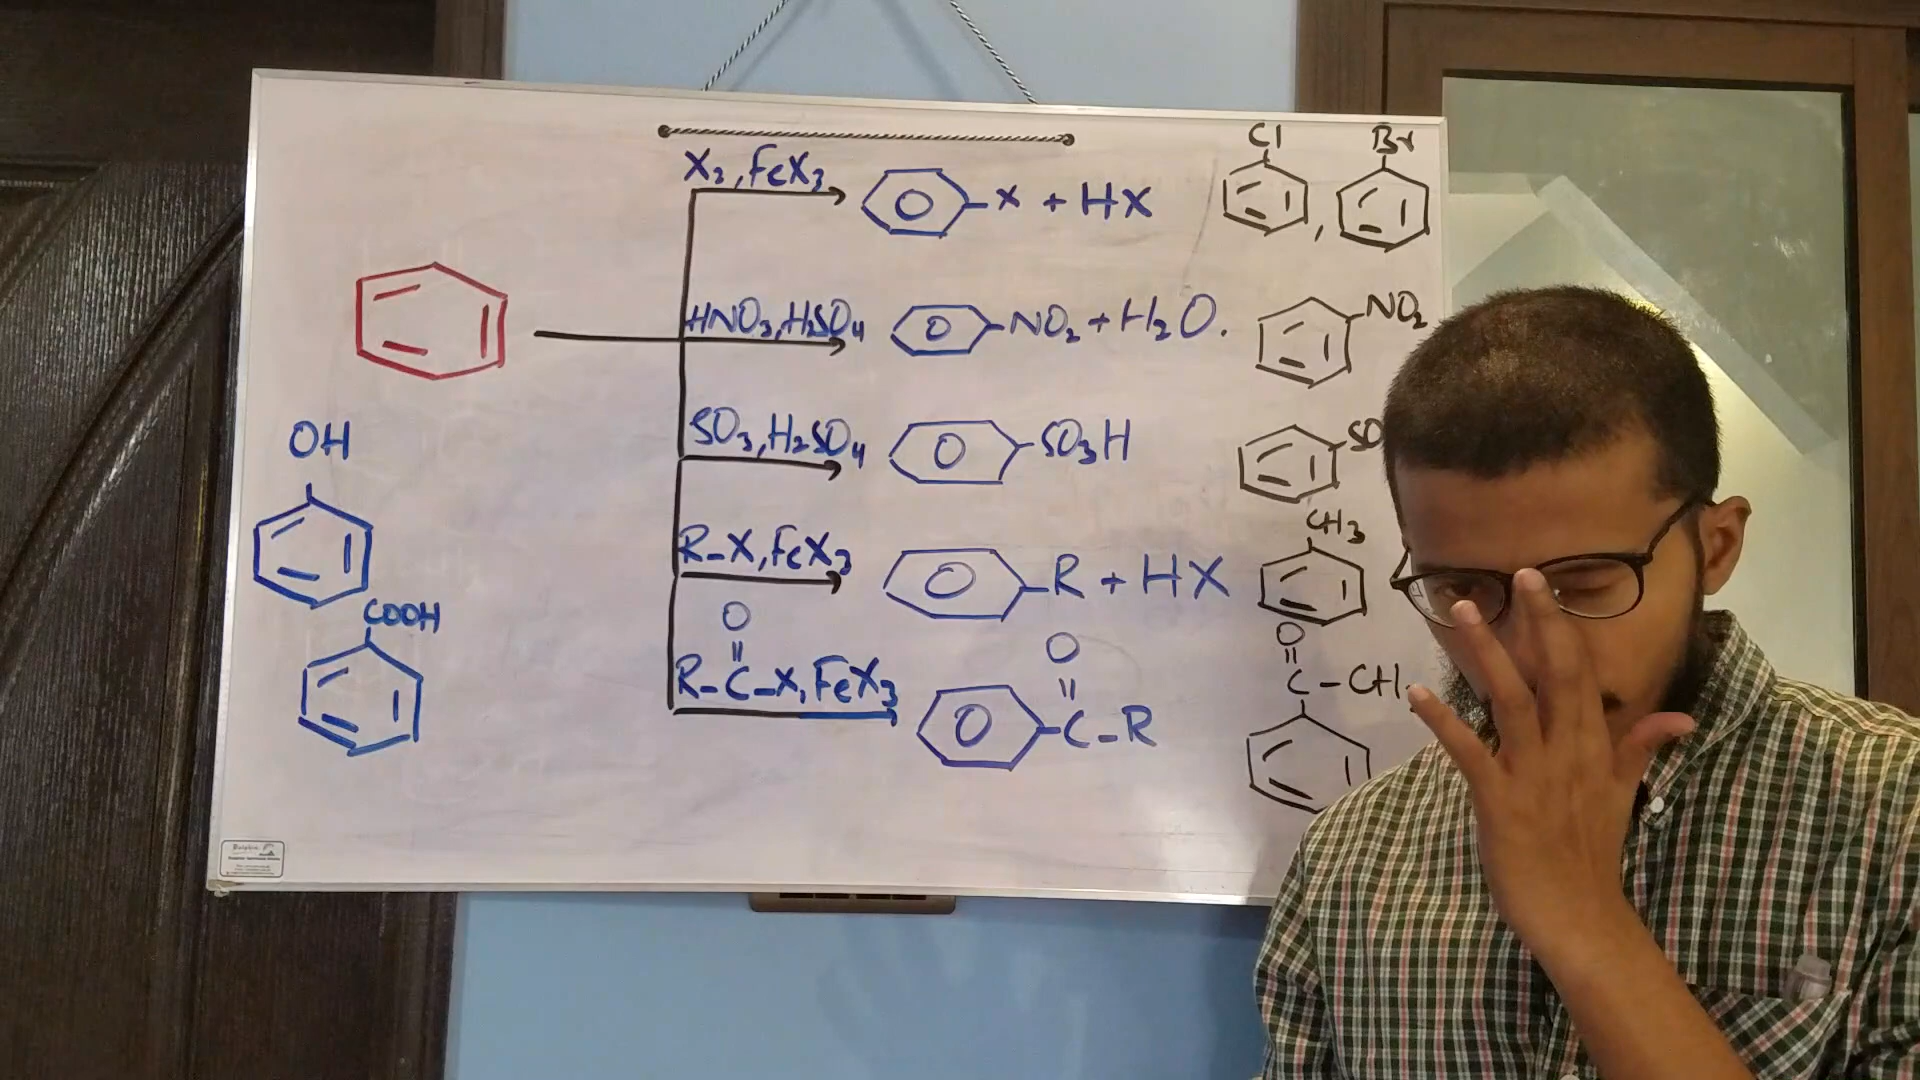 X₂, FeX₃
-X + HX
Cl
Br
,
HNO₃, H₂SO₄
-NO₂ + H₂O.
-NO₂
SO₃, H₂SO₄
-SO₃H
OH
R-X, FeX₃
-R + HX
CH₃
COOH
O
||
R-C-X, FeX₃
O
||
-C-R
O
||
C-CH